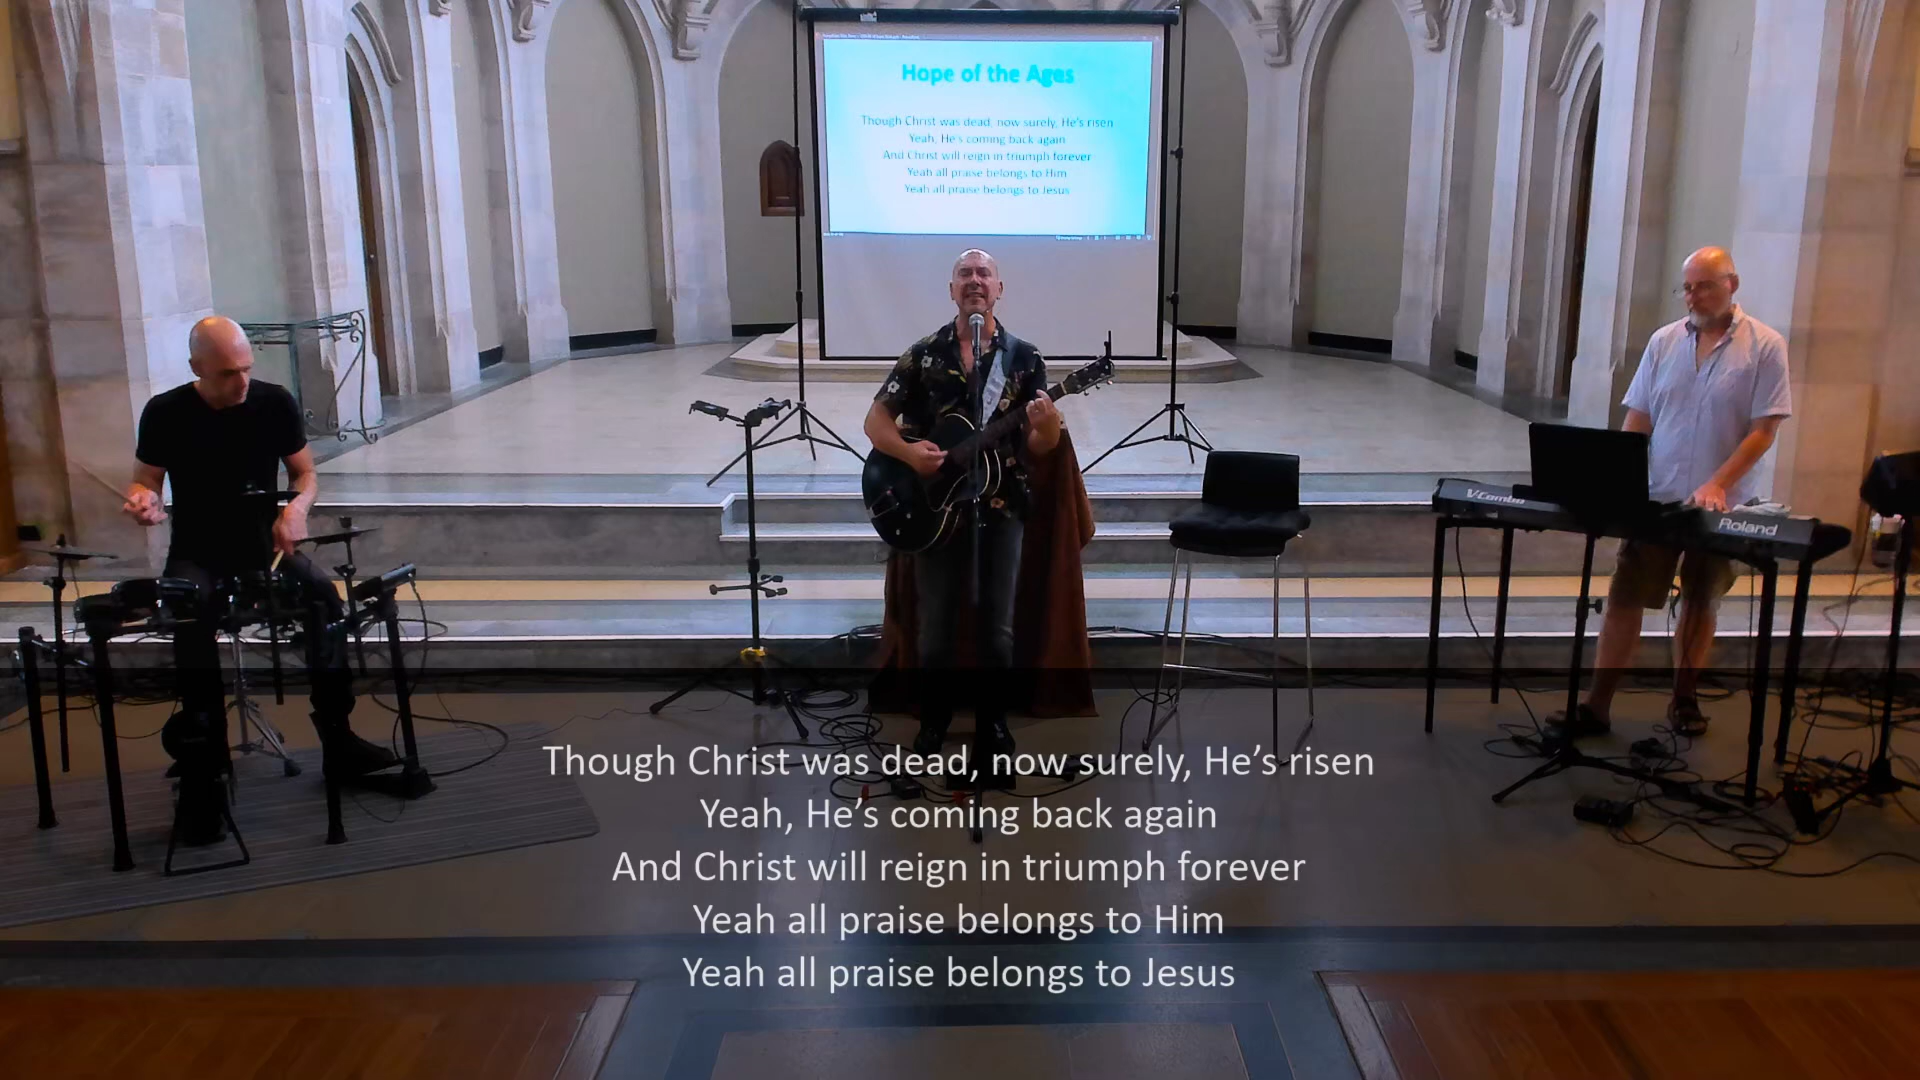 Hope of the Ages
Though Christ was dead, now surely, He's risen
Yeah, He's coming back again
And Christ will reign in triumph forever
Yeah all praise belongs to Him
Yeah all praise belongs to Jesus
V-Combo
Roland
Though Christ was dead, now surely, He’s risen
Yeah, He’s coming back again
And Christ will reign in triumph forever
Yeah all praise belongs to Him
Yeah all praise belongs to Jesus